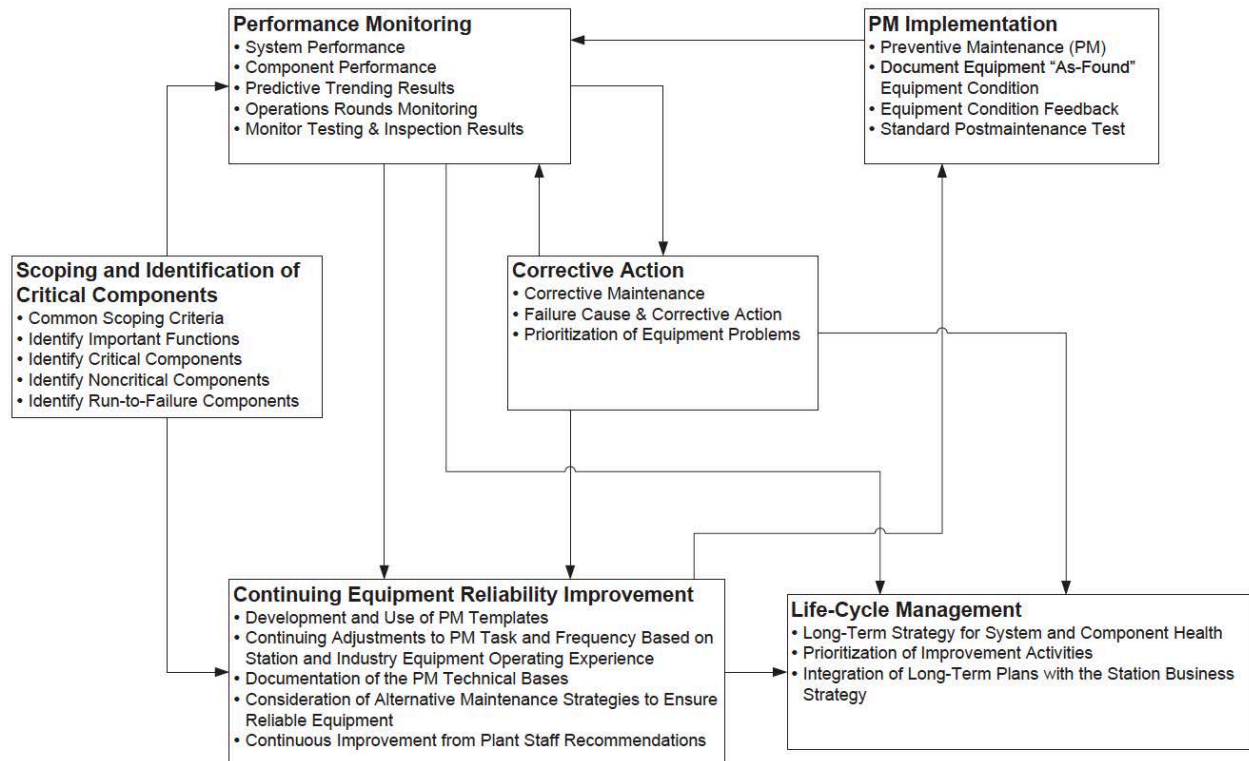 Performance Monitoring
• System Performance
• Component Performance
• Predictive Trending Results
• Operations Rounds Monitoring
• Monitor Testing & Inspection Results
PM Implementation
• Preventive Maintenance (PM)
• Document Equipment “As-Found”
Equipment Condition
• Equipment Condition Feedback
• Standard Postmaintenance Test
Scoping and Identification of
Critical Components
• Common Scoping Criteria
• Identify Important Functions
• Identify Critical Components
• Identify Noncritical Components
• Identify Run-to-Failure Components
Corrective Action
• Corrective Maintenance
• Failure Cause & Corrective Action
• Prioritization of Equipment Problems
Continuing Equipment Reliability Improvement
• Development and Use of PM Templates
• Continuing Adjustments to PM Task and Frequency Based on
Station and Industry Equipment Operating Experience
• Documentation of the PM Technical Bases
• Consideration of Alternative Maintenance Strategies to Ensure
Reliable Equipment
• Continuous Improvement from Plant Staff Recommendations
Life-Cycle Management
• Long-Term Strategy for System and Component Health
• Prioritization of Improvement Activities
• Integration of Long-Term Plans with the Station Business
Strategy